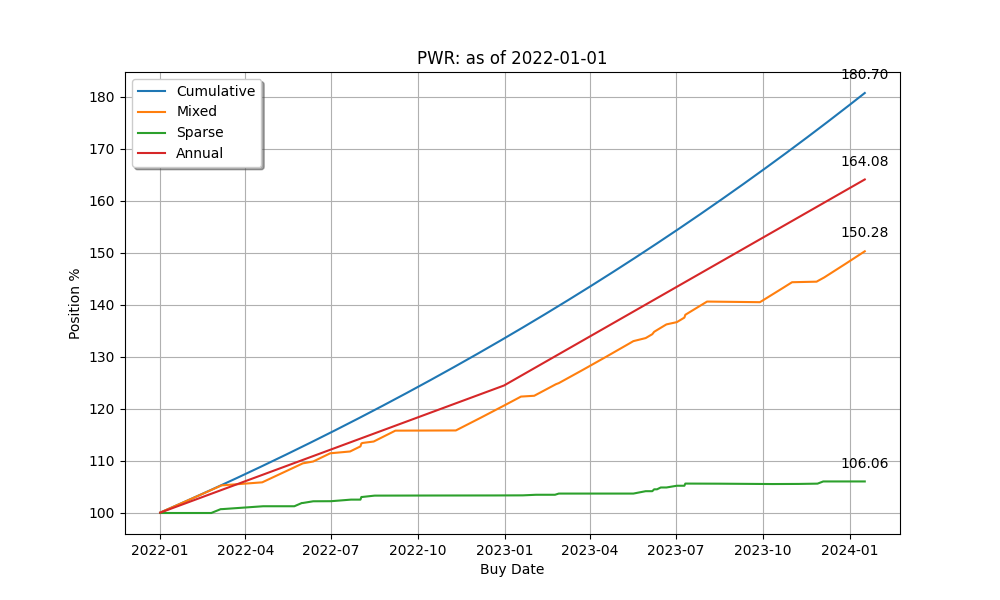 PWR: as of 2022-01-01
180.70
Cumulative
Mixed
Sparse
Annual
164.08
150.28
106.06
180
170
160
150
140
130
120
110
100
Position %
2022-01 2022-04 2022-07 2022-10 2023-01 2023-04 2023-07 2023-10 2024-01
Buy Date